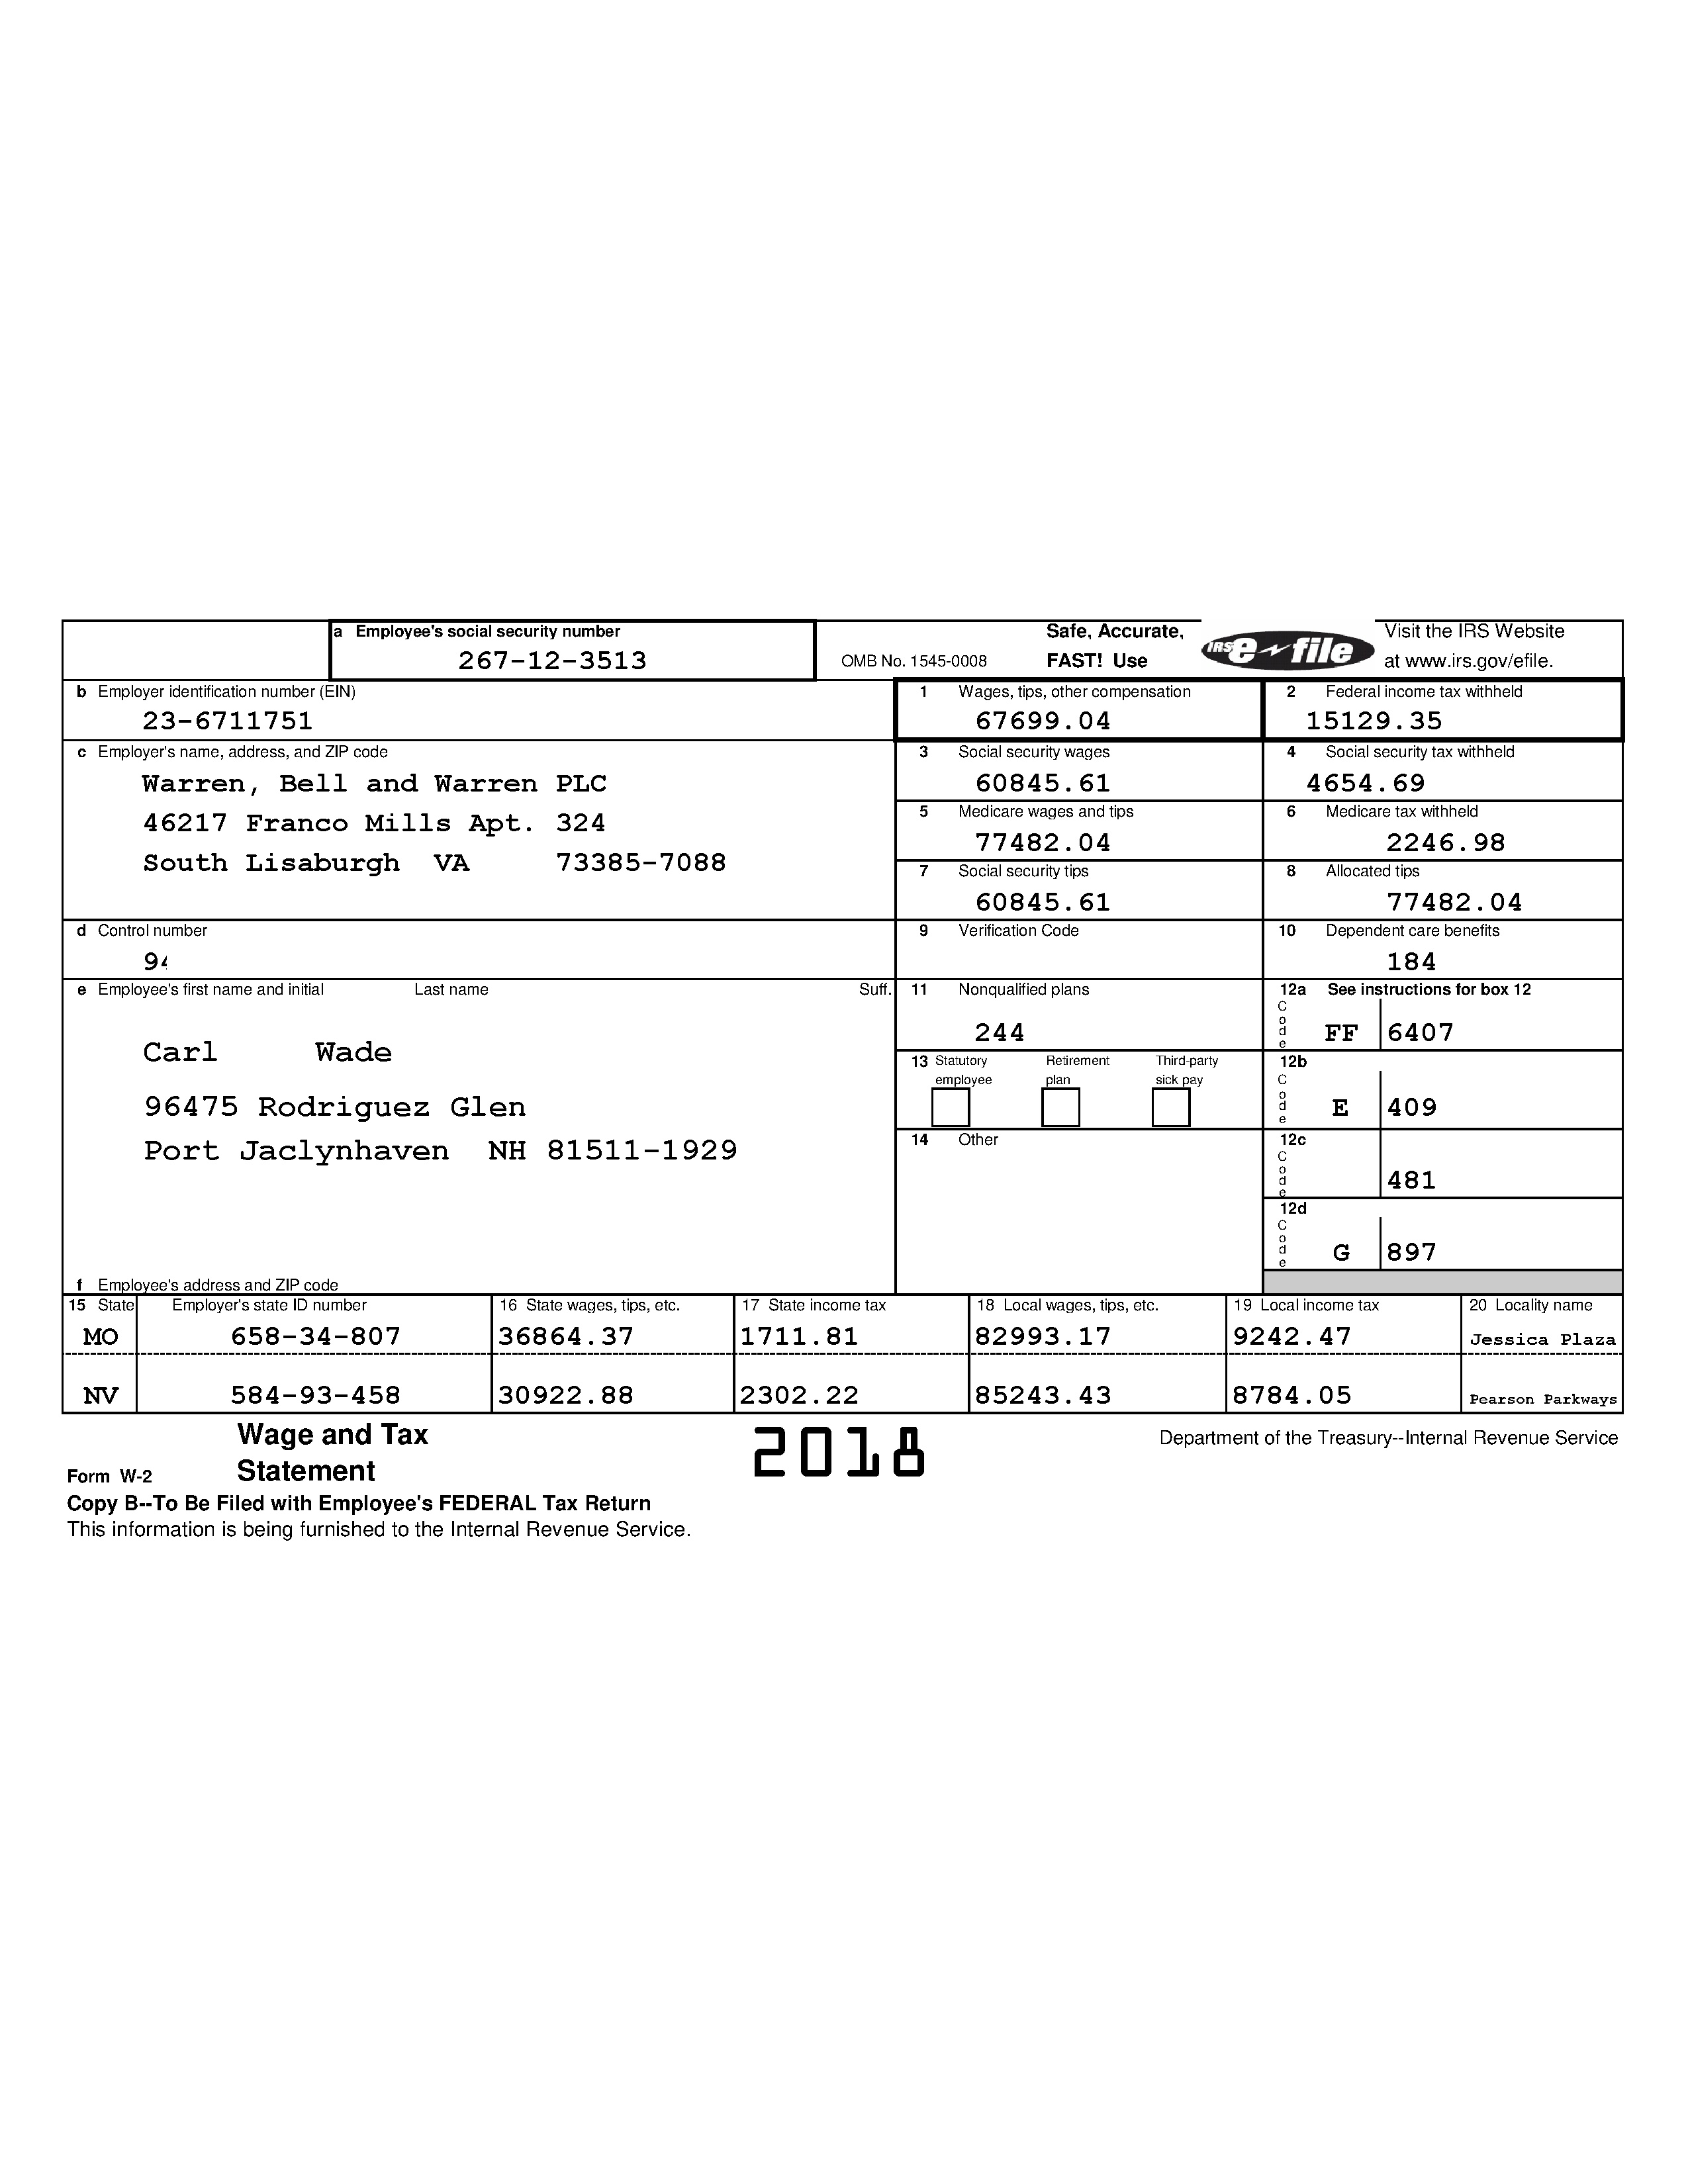 a Employee's social security number
267-12-3513
OMB No. 1545-0008
Safe, Accurate,
FAST! Use
IRS e file
Visit the IRS Website
at www.irs.gov/efile.
b Employer identification number (EIN)
23-6711751
1 Wages, tips, other compensation
67699.04
2 Federal income tax withheld
15129.35
c Employer's name, address, and ZIP code
Warren, Bell and Warren PLC
46217 Franco Mills Apt. 324
South Lisaburgh VA 73385-7088
3 Social security wages
60845.61
4 Social security tax withheld
4654.69
5 Medicare wages and tips
77482.04
6 Medicare tax withheld
2246.98
7 Social security tips
60845.61
8 Allocated tips
77482.04
d Control number
9 Verification Code
10 Dependent care benefits
184
e Employee's first name and initial Last name Suff.
Carl Wade
96475 Rodriguez Glen
Port Jaclynhaven NH 81511-1929
f Employee's address and ZIP code
11 Nonqualified plans
244
12a See instructions for box 12
Code FF 6407
13 Statutory employee Retirement plan Third-party sick pay
12b
Code E 409
14 Other
12c
Code 481
12d
Code G 897
15 State Employer's state ID number 16 State wages, tips, etc. 17 State income tax 18 Local wages, tips, etc. 19 Local income tax 20 Locality name
MO 658-34-807 36864.37 1711.81 82993.17 9242.47 Jessica Plaza
NV 584-93-458 30922.88 2302.22 85243.43 8784.05 Pearson Parkways
Form W-2
Wage and Tax
Statement
2018
Department of the Treasury--Internal Revenue Service
Copy B--To Be Filed with Employee's FEDERAL Tax Return
This information is being furnished to the Internal Revenue Service.